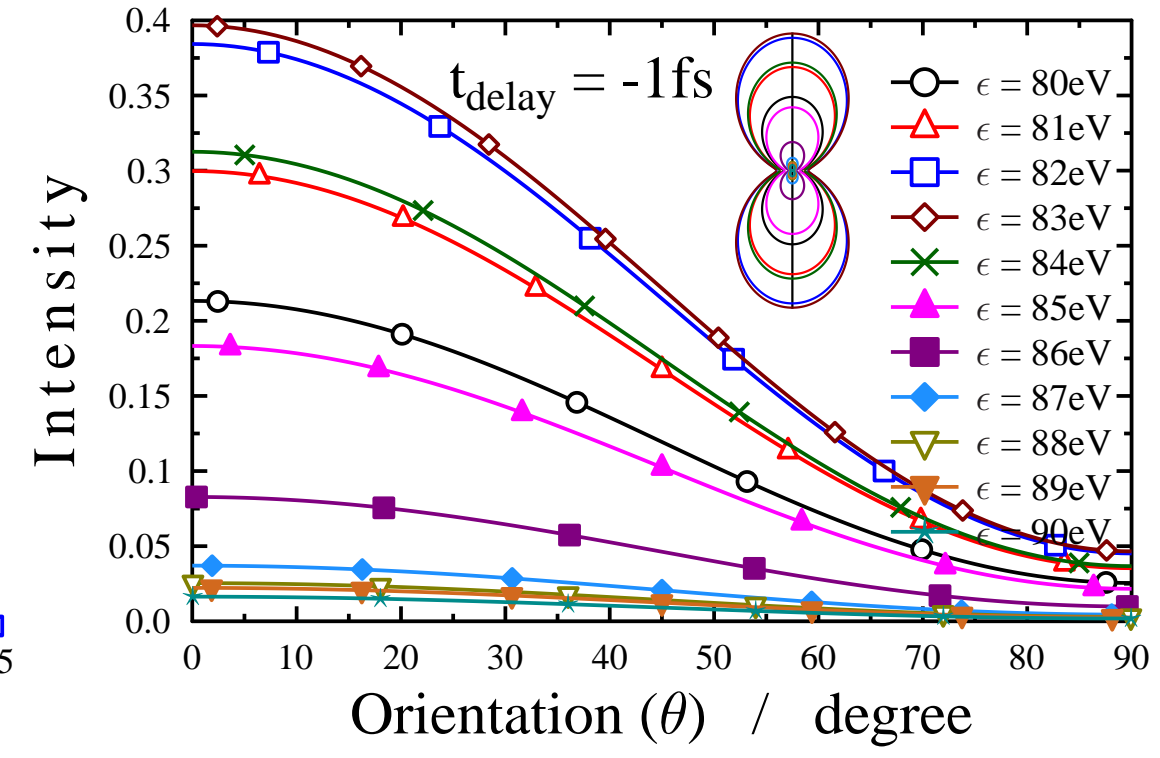 0.4
0.35
0.3
0.25
0.2
0.15
0.1
0.05
0.0
Intensity
t_delay = -1fs
ϵ = 80eV
ϵ = 81eV
ϵ = 82eV
ϵ = 83eV
ϵ = 84eV
ϵ = 85eV
ϵ = 86eV
ϵ = 87eV
ϵ = 88eV
ϵ = 89eV
ϵ = 90eV
5
0 10 20 30 40 50 60 70 80 90
Orientation (θ) / degree